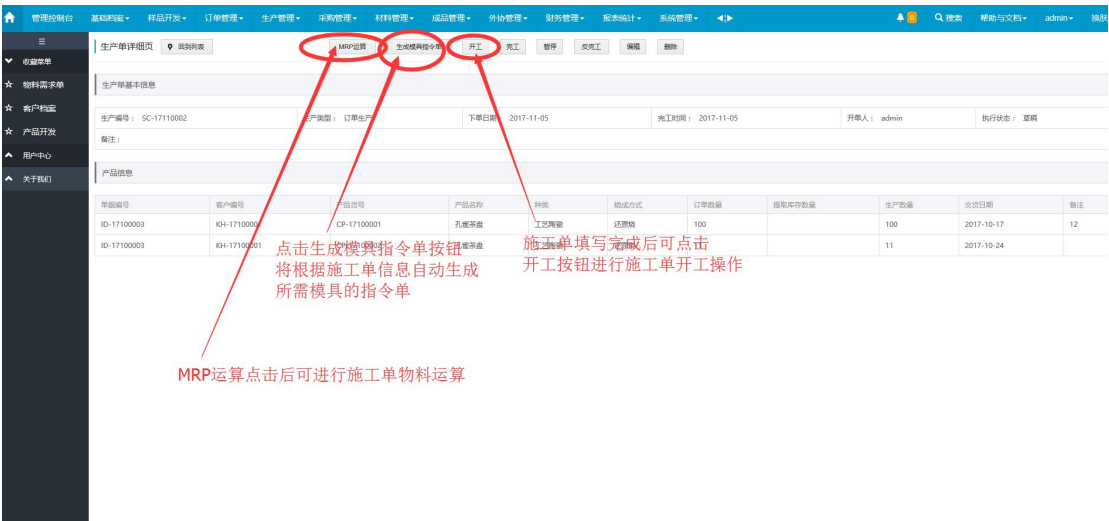 管理控制台 基础档案 样品开发 订单管理 生产管理 采购管理 材料管理 成品管理 外协管理 财务管理 报表统计 系统管理 0 搜索 帮助与文档 admin 换肤
生产单详细页 回到列表 MRP运算 生成模具指令单 开工 完工 暂停 反完工 编辑 删除
收藏菜单
物料需求单
客户档案
产品开发
用户中心
关于我们
生产单基本信息
生产编号： SC-17110002 生产类型： 订单生产 下单日期： 2017-11-05 完工时间： 2017-11-05 开单人： admin 执行状态： 草稿
备注：
产品信息
单据编号 客户编号 产品货号 产品名称 种类 烧成方式 订单数量 提取库存数量 生产数量 交货日期 备注
ID-17100003 KH-17100001 CP-17100001 孔雀茶盘 工艺陶瓷 还原烧 100 100 2017-10-17 12
ID-17100003 KH-17100001 孔雀茶盘 11 2017-10-24
点击生成模具指令单按钮
将根据施工单信息自动生成
所需模具的指令单
施工单填写完成后可点击
开工按钮进行施工单开工操作
MRP运算点击后可进行施工单物料运算